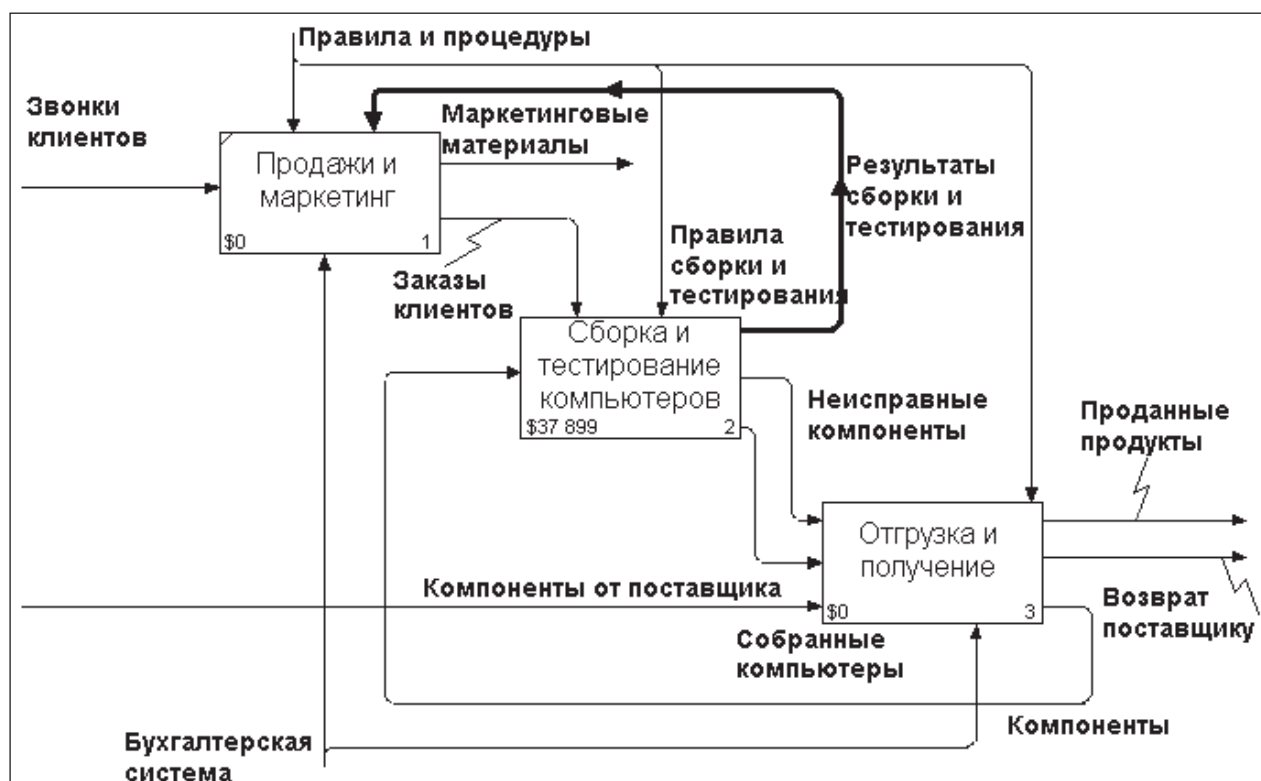 Правила и процедуры
Звонки
клиентов
Маркетинговые
материалы
Продажи и
маркетинг
$0
1
Результаты
сборки и
тестирования
Заказы
клиентов
Правила
сборки и
тестирования
Сборка и
тестирование
компьютеров
$37 899
2
Неисправные
компоненты
Проданные
продукты
Отгрузка и
получение
$0
3
Компоненты от поставщика
Возврат
поставщику
Собранные
компьютеры
Компоненты
Бухгалтерская
система